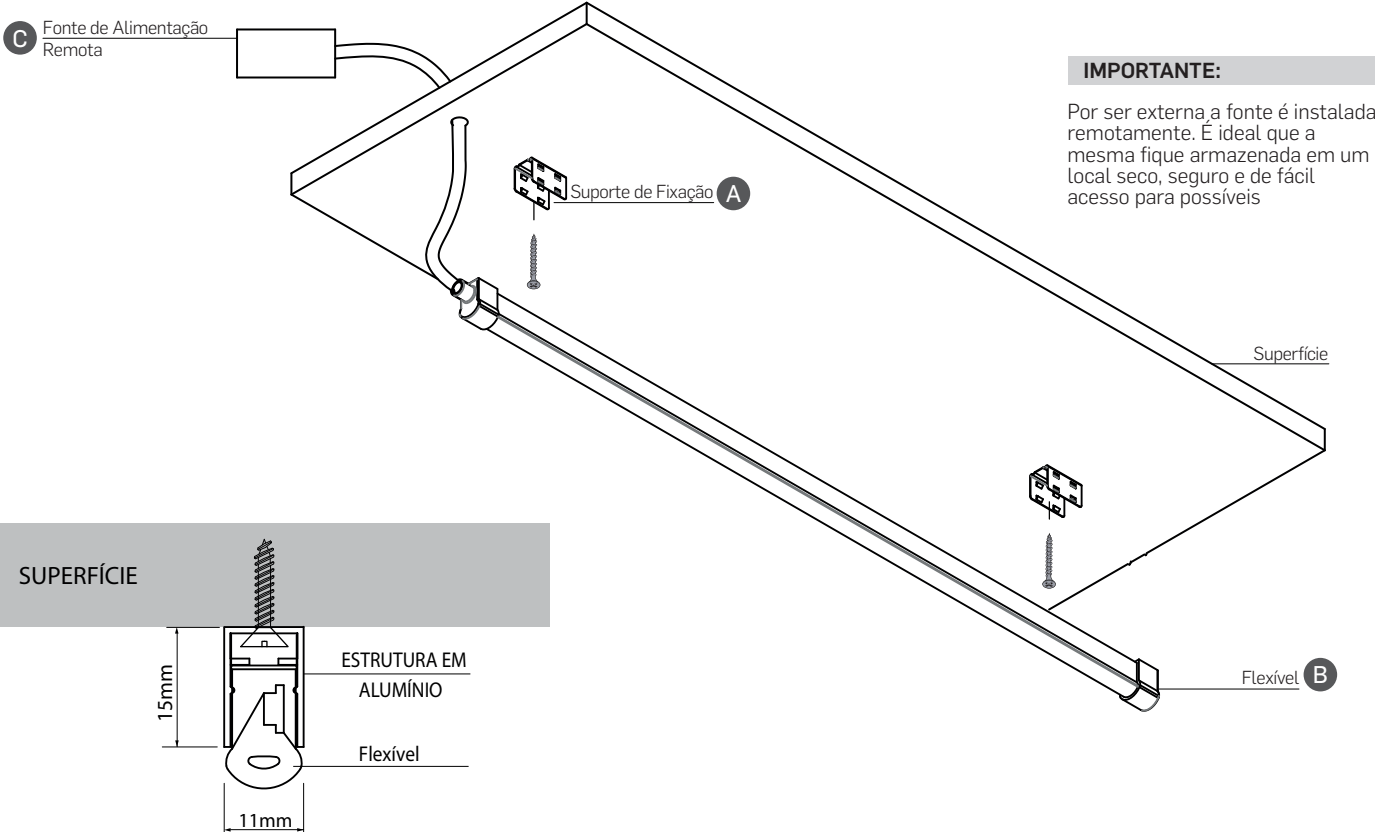 C
Fonte de Alimentação
Remota
IMPORTANTE:
Por ser externa a fonte é instalada
remotamente. É ideal que a
mesma fique armazenada em um
local seco, seguro e de fácil
acesso para possíveis
Suporte de Fixação A
Superfície
Flexível B
SUPERFÍCIE
ESTRUTURA EM
ALUMÍNIO
15mm
Flexível
11mm